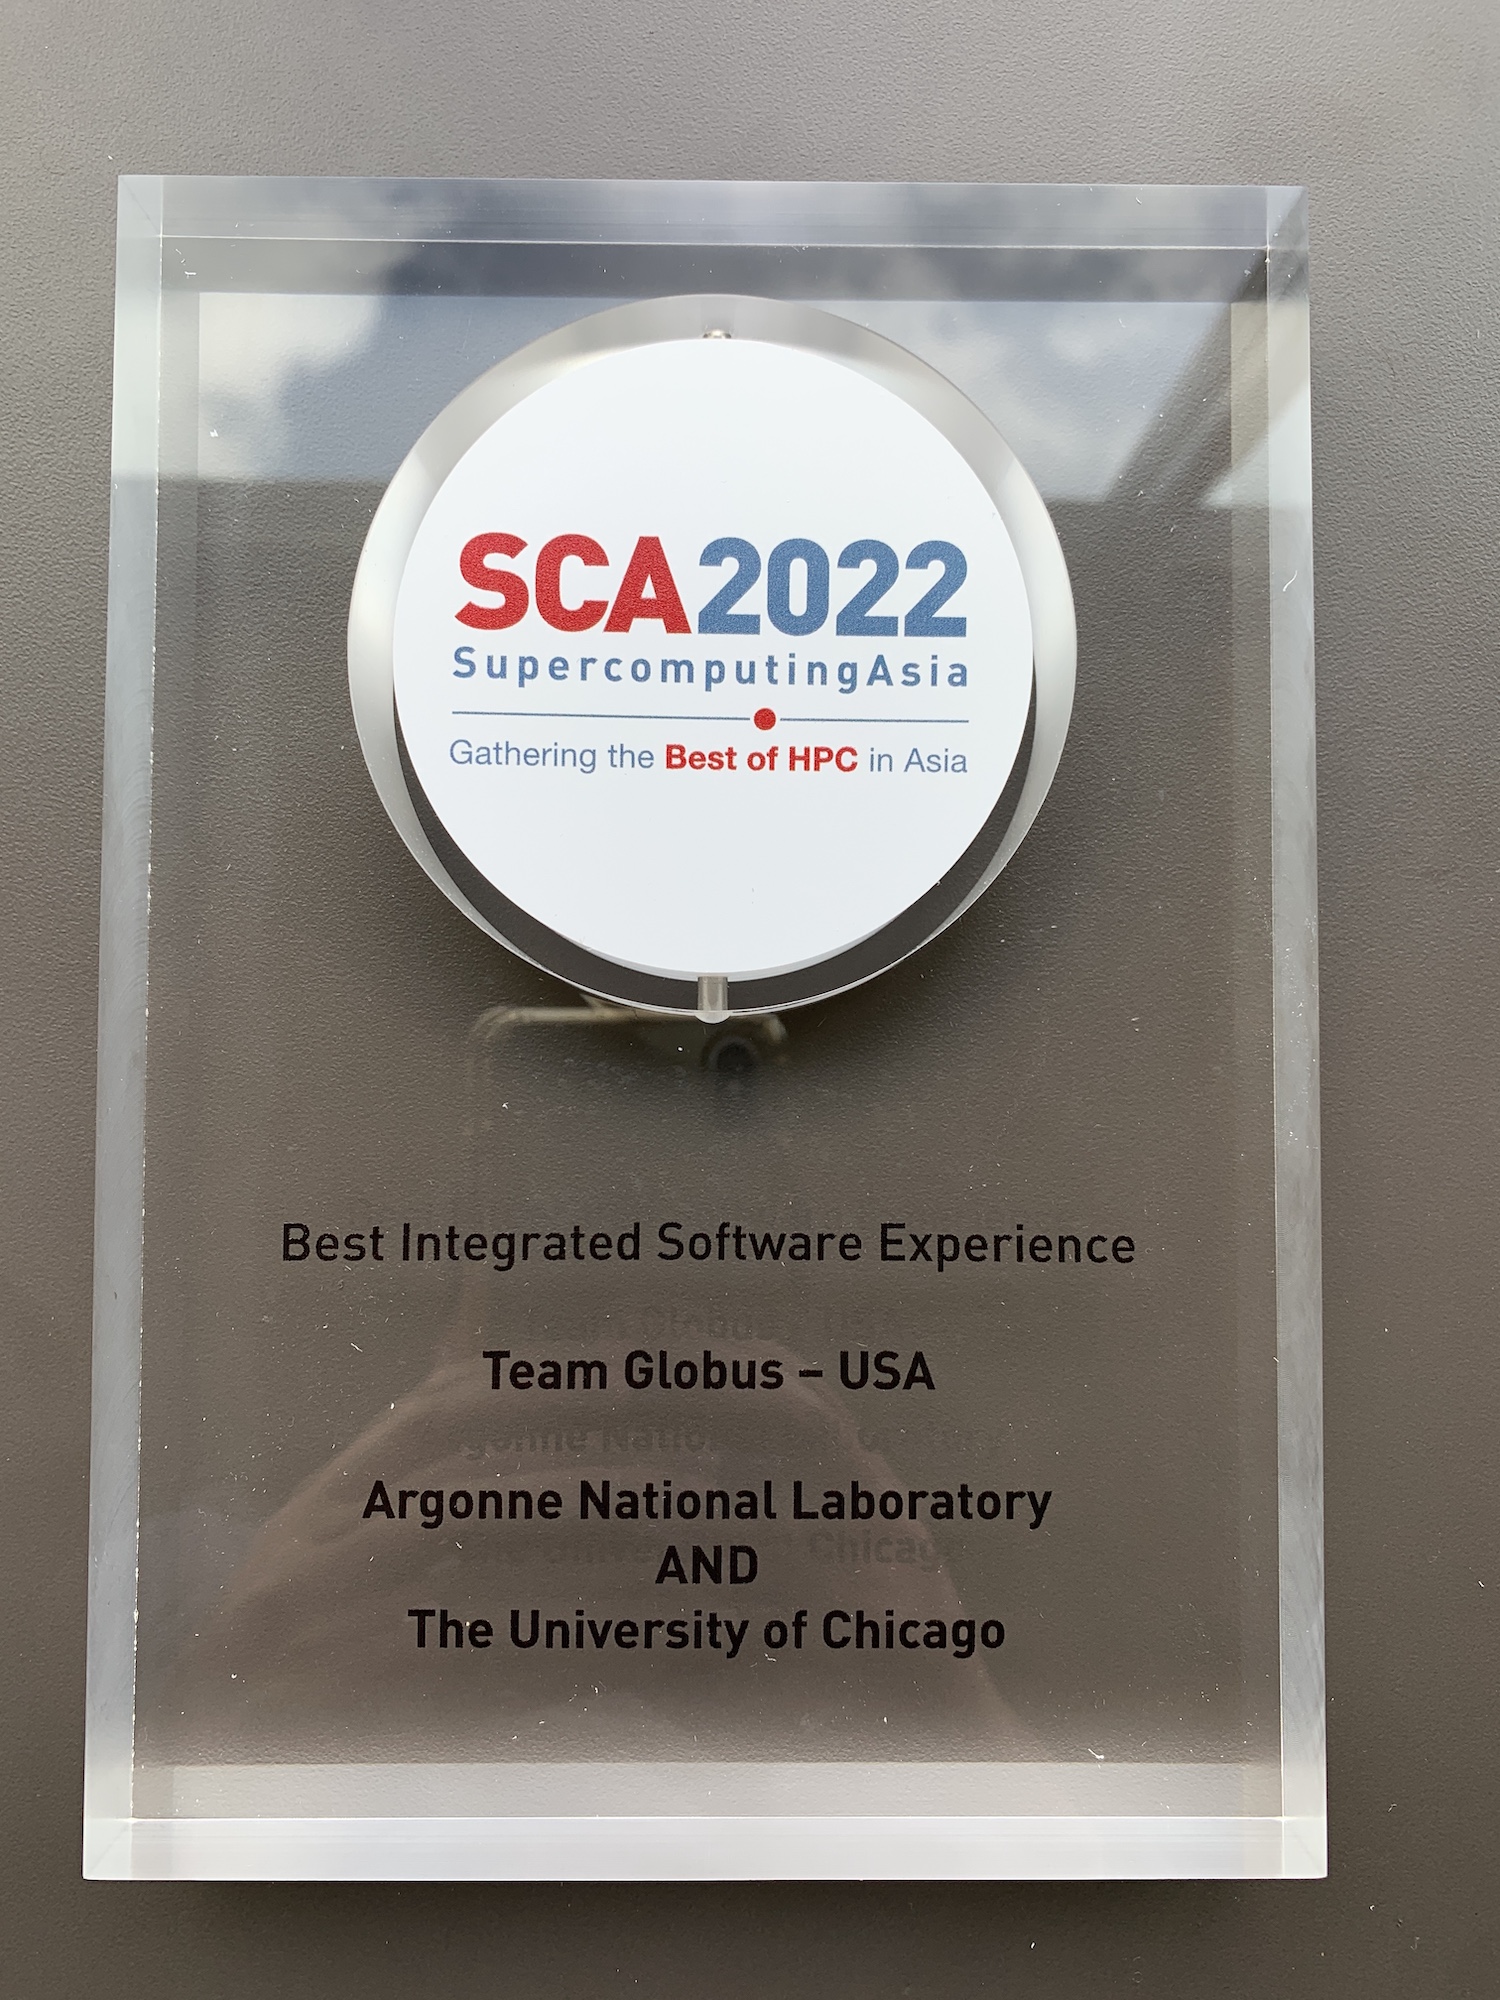 SCA2022
SupercomputingAsia
Gathering the Best of HPC in Asia
Best Integrated Software Experience
Team Globus – USA
Argonne National Laboratory
AND
The University of Chicago